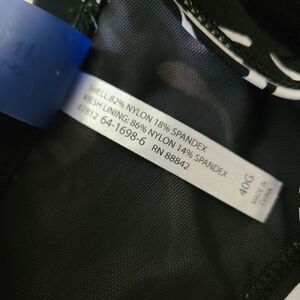 SHELL: 82% NYLON 18% SPANDEX
MESH LINING: 86% NYLON 14% SPANDEX
64-1698-6 RN 88842
40G
MADE IN
CHINA